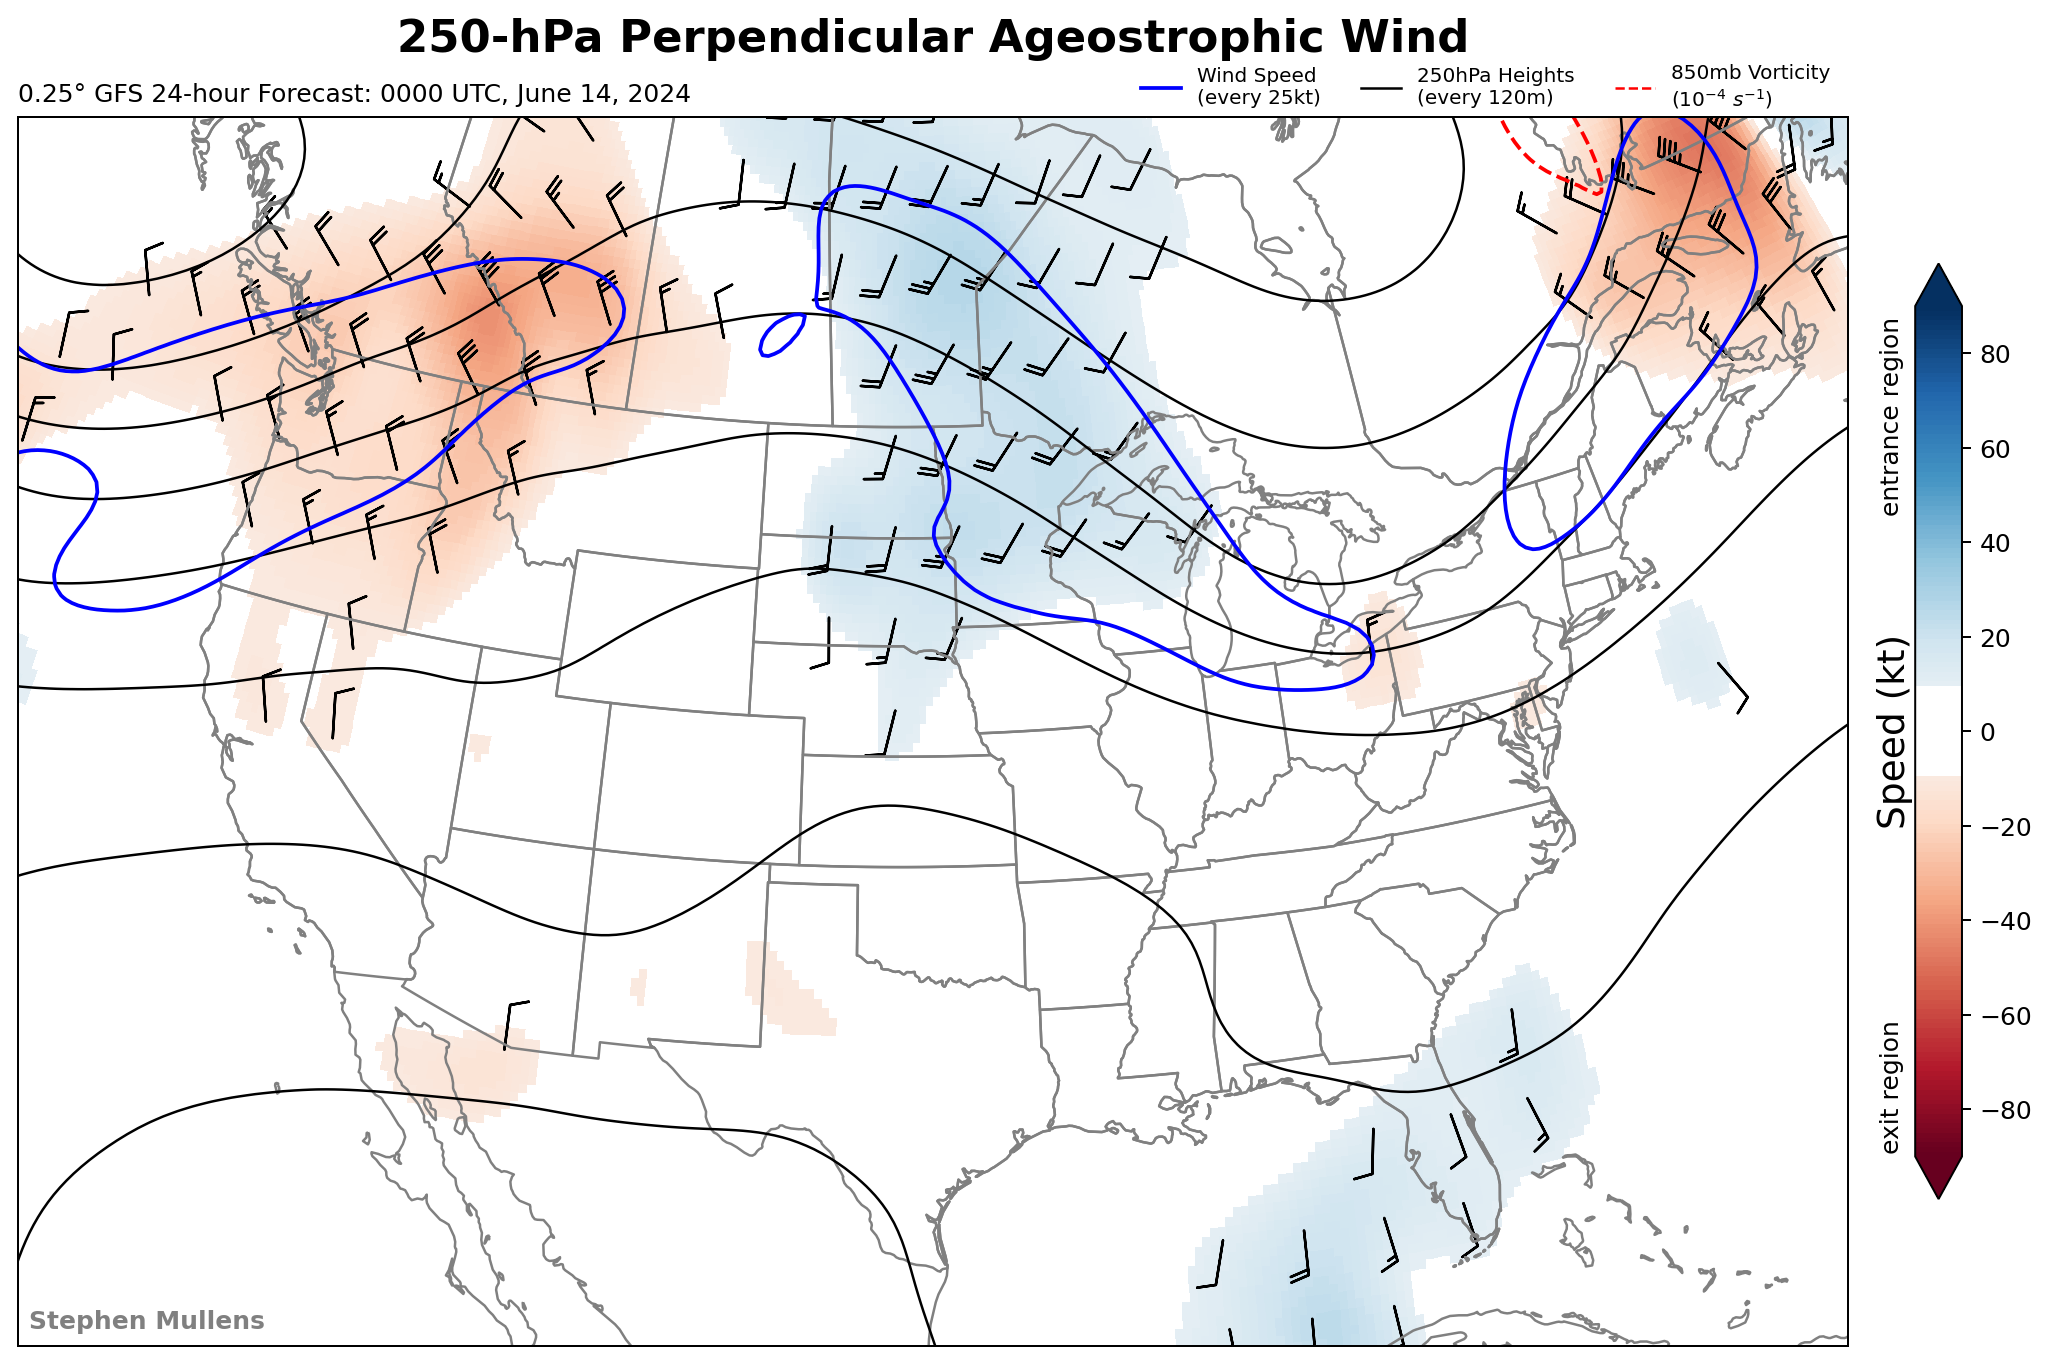 250-hPa Perpendicular Ageostrophic Wind
0.25° GFS 24-hour Forecast: 0000 UTC, June 14, 2024
Wind Speed
(every 25kt)
250hPa Heights
(every 120m)
850mb Vorticity
(10⁻⁴ s⁻¹)
entrance region
Speed (kt)
exit region
80
60
40
20
0
−20
−40
−60
−80
Stephen Mullens